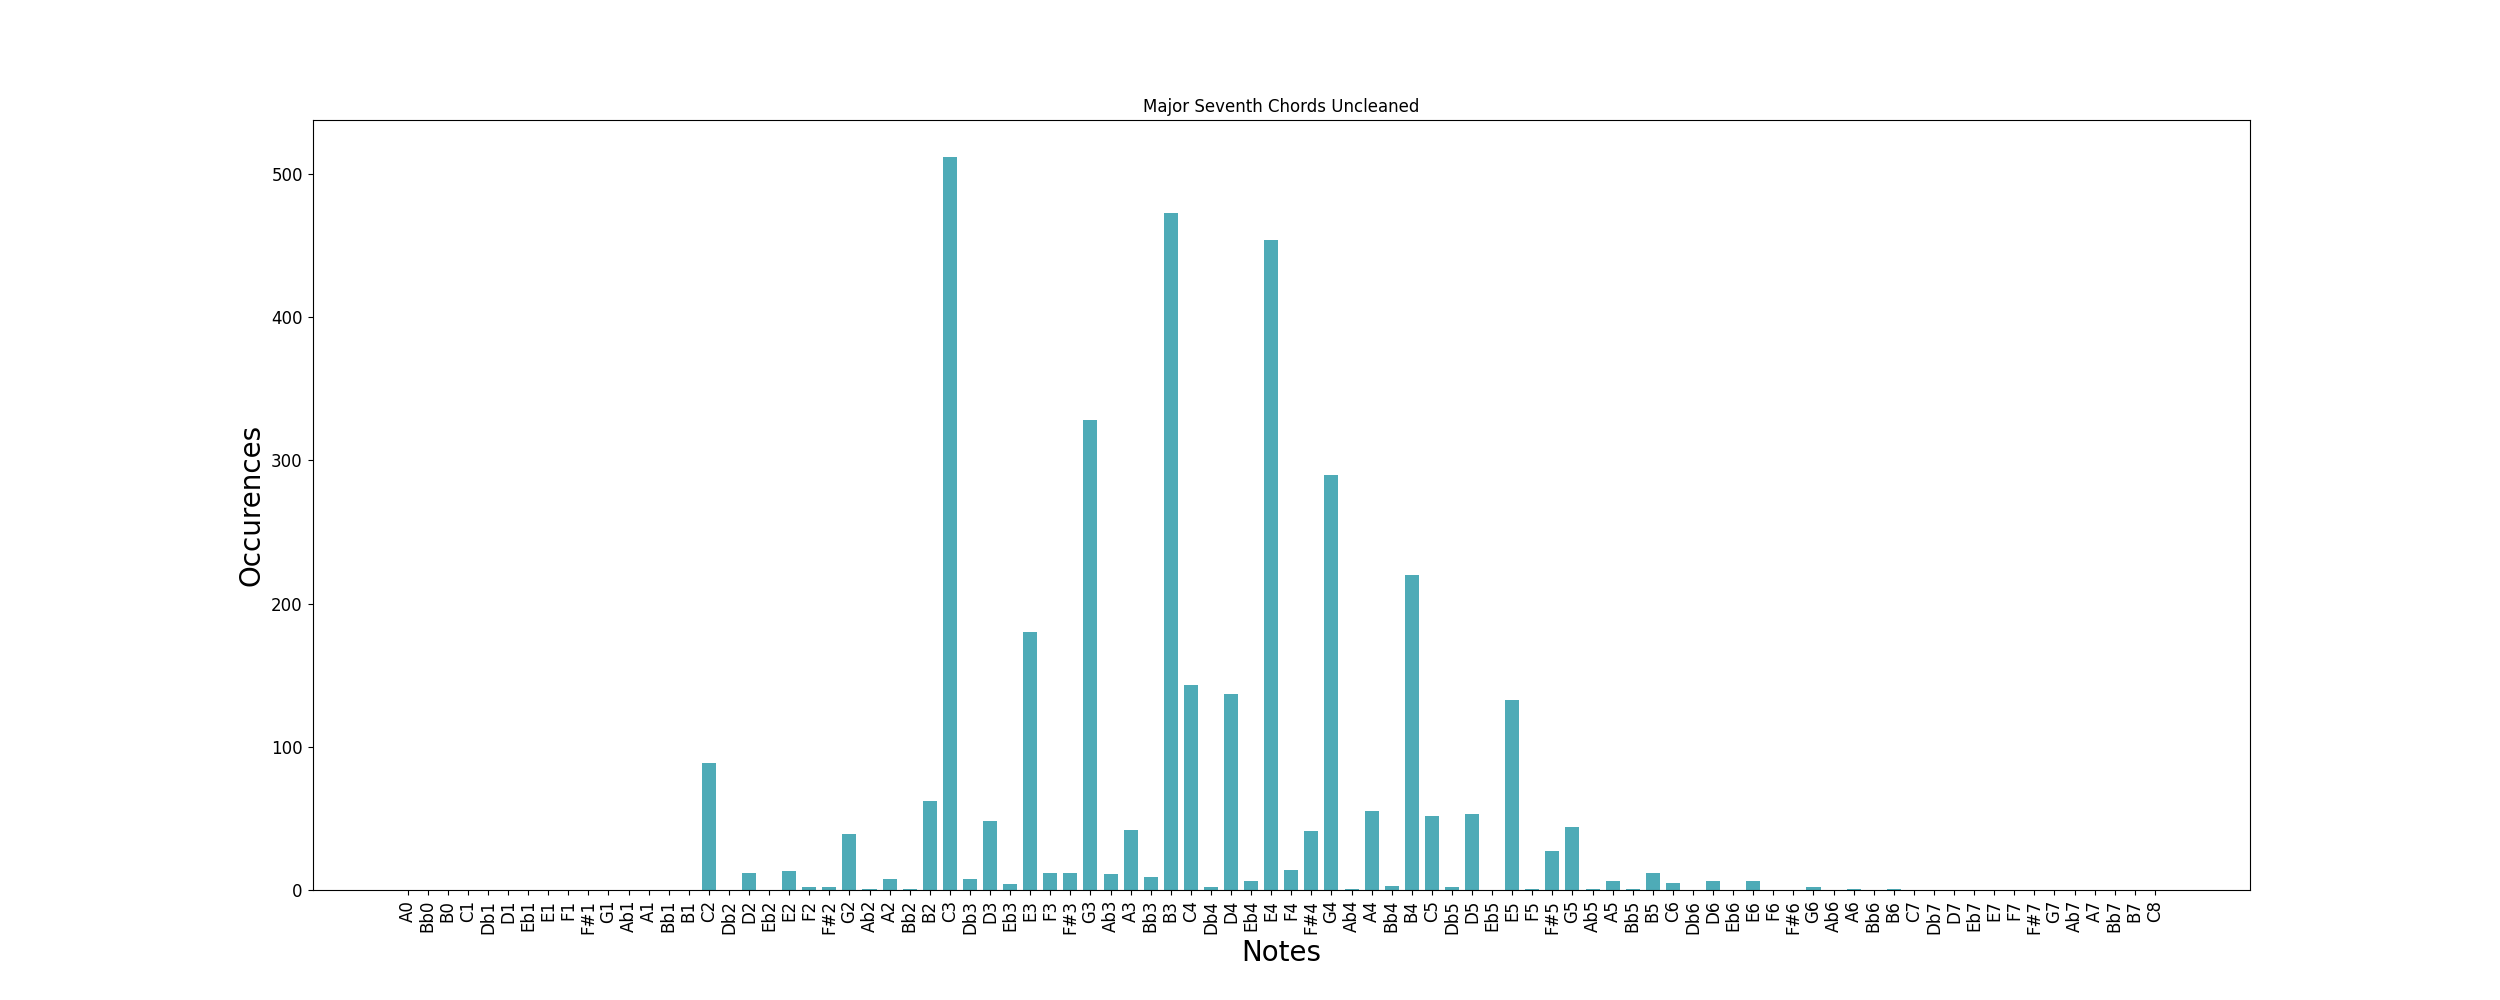 Major Seventh Chords Uncleaned
500
400
300
200
100
0
Occurences
A0 Bb0 B0 C1 Db1 D1 Eb1 E1 F1 F#1 G1 Ab1 A1 Bb1 B1 C2 Db2 D2 Eb2 E2 F2 F#2 G2 Ab2 A2 Bb2 B2 C3 Db3 D3 Eb3 E3 F3 F#3 G3 Ab3 A3 Bb3 B3 C4 Db4 D4 Eb4 E4 F4 F#4 G4 Ab4 A4 Bb4 B4 C5 Db5 D5 Eb5 E5 F5 F#5 G5 Ab5 A5 Bb5 B5 C6 Db6 D6 Eb6 E6 F6 F#6 G6 Ab6 A6 Bb6 B6 C7 Db7 D7 Eb7 E7 F7 F#7 G7 Ab7 A7 Bb7 B7 C8
Notes